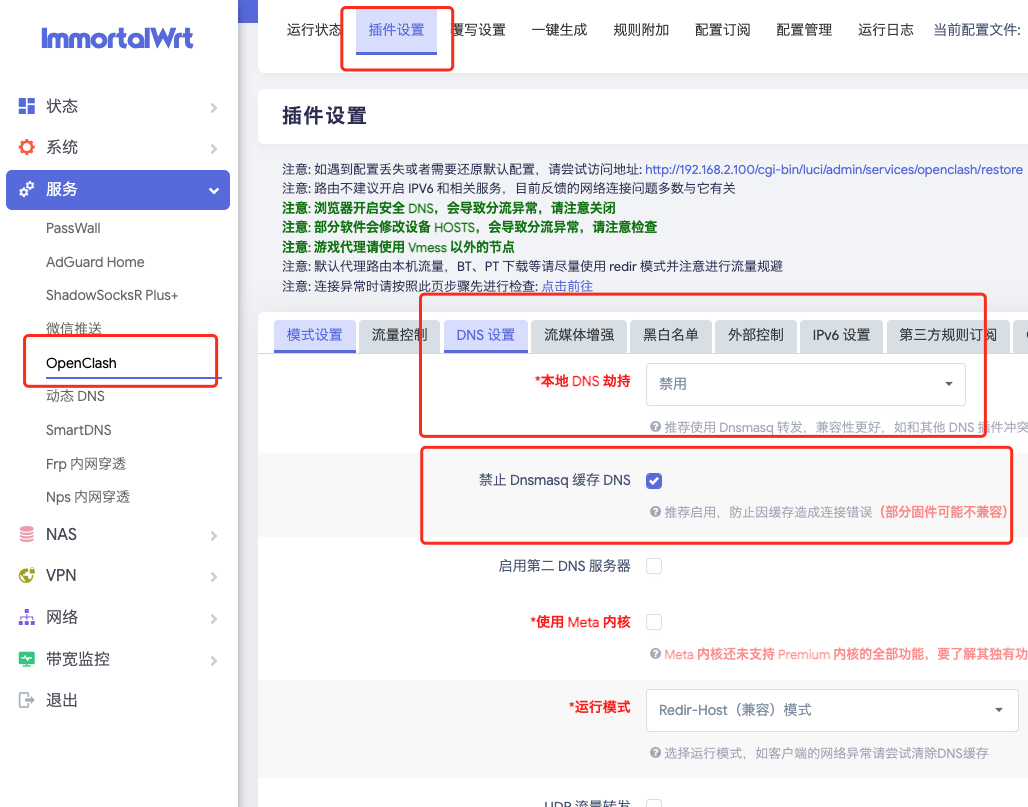 ImmortalWrt
状态
系统
服务
PassWall
AdGuard Home
ShadowSocksR Plus+
微信推送
OpenClash
动态 DNS
SmartDNS
Frp 内网穿透
Nps 内网穿透
NAS
VPN
网络
带宽监控
退出
运行状态 插件设置 覆写设置 一键生成 规则附加 配置订阅 配置管理 运行日志 当前配置文件:
插件设置
注意: 如遇到配置丢失或者需要还原默认配置，请尝试访问地址: http://192.168.2.100/cgi-bin/luci/admin/services/openclash/restore
注意: 路由不建议开启 IPV6 和相关服务，目前反馈的网络连接问题多数与它有关
注意: 浏览器开启安全 DNS，会导致分流异常，请注意关闭
注意: 部分软件会修改设备 HOSTS，会导致分流异常，请注意检查
注意: 游戏代理请使用 Vmess 以外的节点
注意: 默认代理路由本机流量，BT、PT 下载等请尽量使用 redir 模式并注意进行流量规避
注意: 连接异常时请按照此页步骤先进行检查: 点击前往
模式设置 流量控制 DNS 设置 流媒体增强 黑白名单 外部控制 IPv6 设置 第三方规则订阅
*本地 DNS 劫持 禁用
推荐使用 Dnsmasq 转发，兼容性更好，如和其他 DNS 插件冲突
禁止 Dnsmasq 缓存 DNS
推荐启用，防止因缓存造成连接错误（部分固件可能不兼容）
启用第二 DNS 服务器
*使用 Meta 内核
Meta 内核还未支持 Premium 内核的全部功能，要了解其独有功
*运行模式 Redir-Host（兼容）模式
选择运行模式，如客户端的网络异常请尝试清除DNS缓存
UDP 流量转发